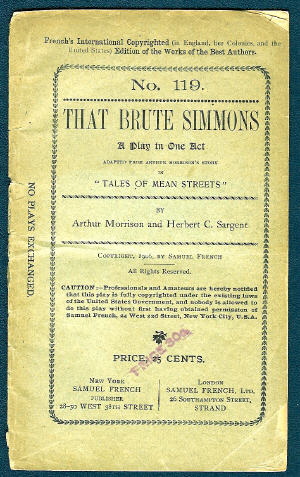 French's International Copyrighted (in England, her Colonies, and the
United States) Edition of the Works of the Best Authors.
No. 119.
THAT BRUTE SIMMONS
A Play in One Act
ADAPTED FROM ARTHUR MORRISON'S STORY
IN
"TALES OF MEAN STREETS"
BY
Arthur Morrison and Herbert C. Sargent
COPYRIGHT, 1906, BY SAMUEL FRENCH
All Rights Reserved.
CAUTION:—Professionals and Amateurs are hereby notified
that this play is fully copyrighted under the existing laws
of the United States Government, and nobody is allowed to
do this play without first having obtained permission of
Samuel French, 24 West 22d Street, New York City, U.S.A.
PRICE, 25 CENTS.
NEW YORK
SAMUEL FRENCH
PUBLISHER
28-30 WEST 38TH STREET
LONDON
SAMUEL FRENCH, LTD.
26 SOUTHAMPTON STREET,
STRAND
NO PLAYS EXCHANGED